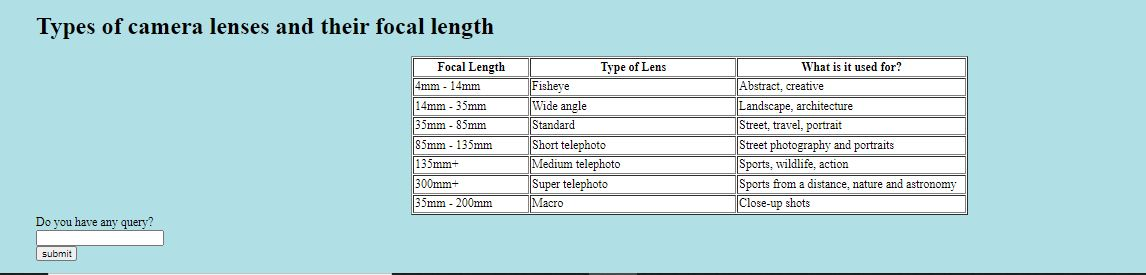 Types of camera lenses and their focal length
Focal Length Type of Lens What is it used for?
4mm - 14mm Fisheye Abstract, creative
14mm - 35mm Wide angle Landscape, architecture
35mm - 85mm Standard Street, travel, portrait
85mm - 135mm Short telephoto Street photography and portraits
135mm+ Medium telephoto Sports, wildlife, action
300mm+ Super telephoto Sports from a distance, nature and astronomy
35mm - 200mm Macro Close-up shots
Do you have any query?
submit